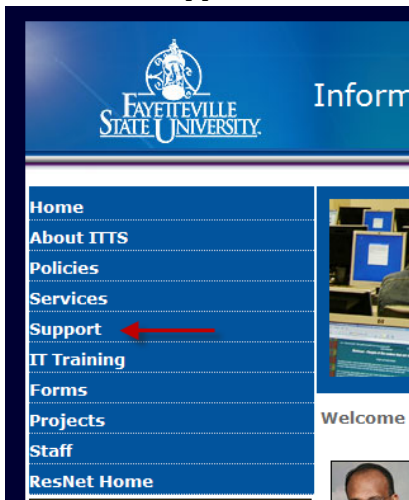 FAYETTEVILLE
STATE UNIVERSITY.
Inform
Home
About ITTS
Policies
Services
Support
IT Training
Forms
Projects
Staff
ResNet Home
Welcome